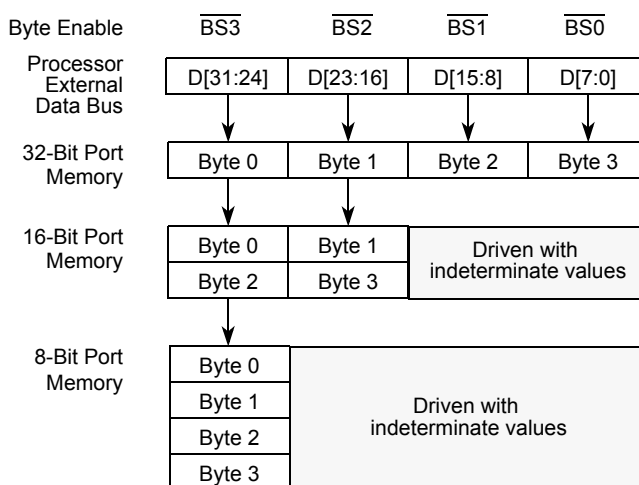 Byte Enable BS3 BS2 BS1 BS0
Processor
External
Data Bus
D[31:24] D[23:16] D[15:8] D[7:0]
32-Bit Port
Memory
Byte 0 Byte 1 Byte 2 Byte 3
16-Bit Port
Memory
Byte 0 Byte 1
Byte 2 Byte 3
Driven with
indeterminate values
8-Bit Port
Memory
Byte 0
Byte 1
Byte 2
Byte 3
Driven with
indeterminate values